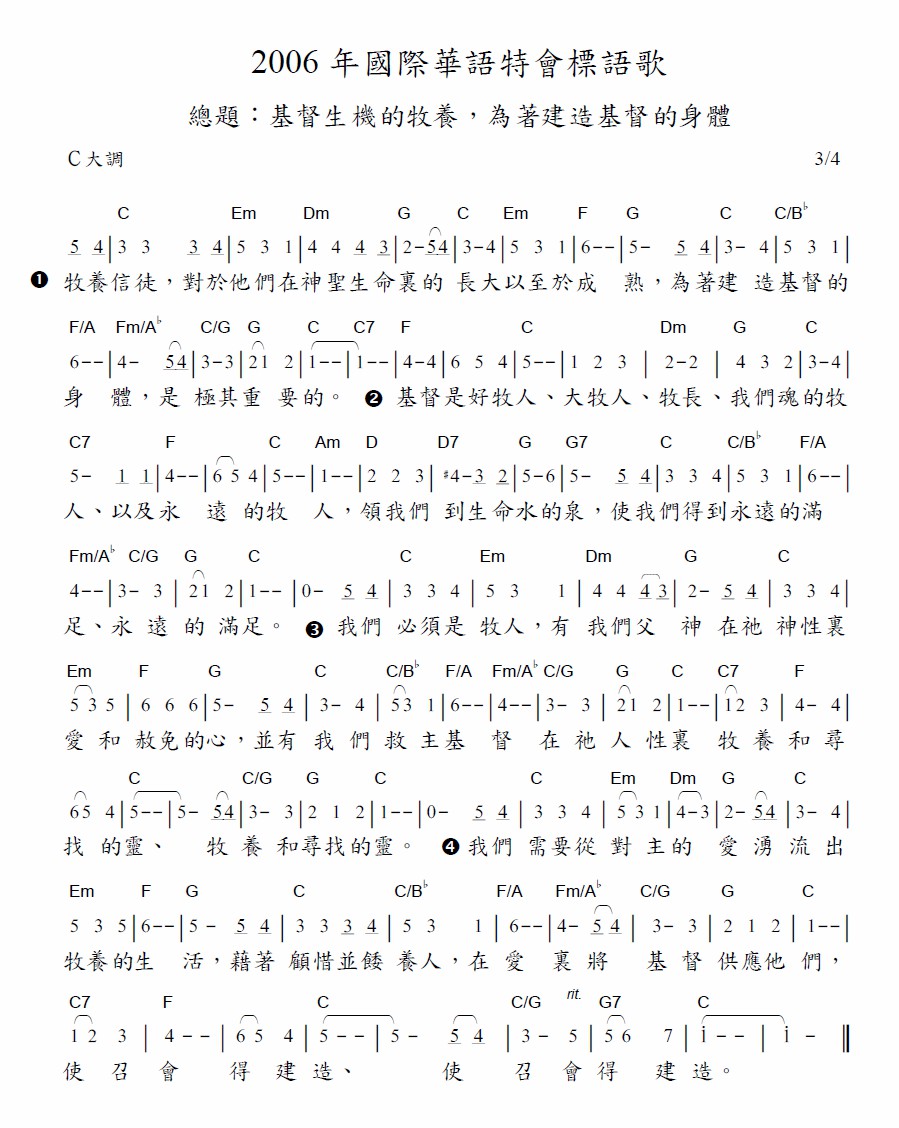 2006 年國際華語特會標語歌
總題：基督生機的牧養，為著建造基督的身體
C 大調 3/4
C Em Dm G C Em F G C C/B♭
5 4|3 3 3 4|5 3 1|4 4 4 3|2-54|3-4|5 3 1|6--|5- 5 4|3- 4|5 3 1|
❶ 牧養信徒，對於他們在神聖生命裏的 長大以至於成 熟，為著建 造基督的
F/A Fm/A♭ C/G G C C7 F C Dm G C
6--|4- 54|3-3|21 2|1--|1--|4-4|6 5 4|5--|1 2 3 | 2-2 | 4 3 2|3-4|
身 體，是 極其重 要的。 ❷ 基督是好牧人、大牧人、牧長、我們魂的牧
C7 F C Am D D7 G G7 C C/B♭ F/A
5- 1 1|4--|6 5 4|5--|1--|2 2 3|♯4-3 2|5-6|5- 5 4|3 3 4|5 3 1|6--|
人、以及永 遠 的牧 人，領我們 到生命水的泉，使我們得到永遠的滿
Fm/A♭ C/G G C C Em Dm G C
4--|3- 3 | 21 2|1--|0- 5 4 | 3 3 4 | 5 3 1 | 4 4 4 3| 2- 5 4 | 3 3 4|
足、永 遠 的 滿足。 ❸ 我們 必須是 牧人，有 我們父 神 在祂 神性裏
Em F G C C/B♭ F/A Fm/A♭ C/G G C C7 F
5 3 5 | 6 6 6|5- 5 4 | 3- 4 | 53 1|6--|4--|3- 3 | 21 2|1--|12 3 | 4- 4|
愛 和 赦免的心，並有 我 們 救 主基 督 在 祂 人 性裏 牧 養 和 尋
C C/G G C C Em Dm G C
65 4|5--|5- 54|3- 3|2 1 2|1--|0- 5 4 | 3 3 4 | 5 3 1|4-3|2- 54|3- 4|
找 的靈、 牧 養 和尋找的靈。 ❹ 我們 需要從 對 主的 愛 湧 流 出
Em F G C C/B♭ F/A Fm/A♭ C/G G C
5 3 5|6--|5 - 5 4 | 3 3 3 4 | 5 3 1 | 6--|4- 5 4 | 3- 3 | 2 1 2 | 1--|
牧養的生 活，藉著 顧惜並餧 養人，在 愛 裏 將 基 督 供應他 們，
C7 F C C/G rit. G7 C
1 2 3 | 4 - - | 6 5 4 | 5 - - | 5 - 5 4 | 3 - 5 | 5 6 7 | i - - | i - ‖
使 召 會 得 建 造、 使 召 會 得 建 造。